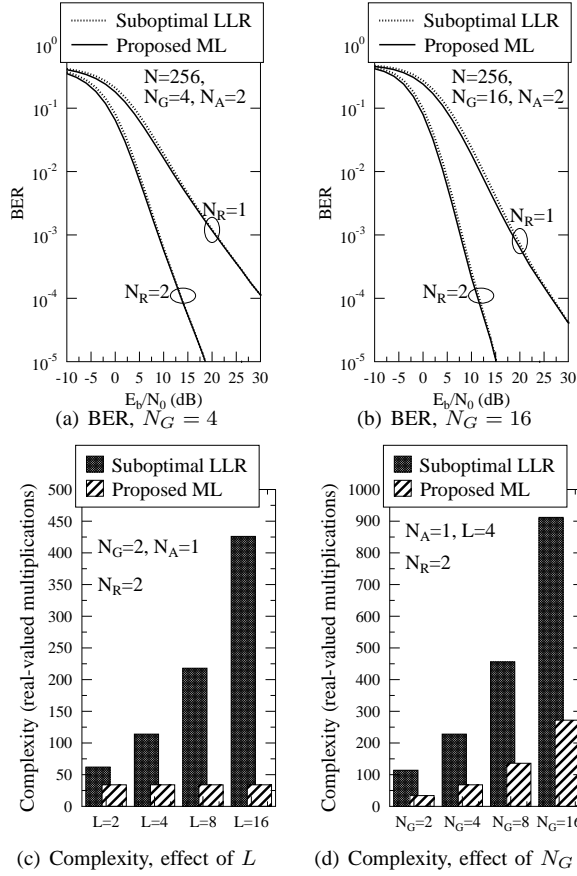 Suboptimal LLR
Proposed ML
N=256,
N_G=4, N_A=2
N_R=1
N_R=2
BER
10^0
10^-1
10^-2
10^-3
10^-4
10^-5
-10 -5 0 5 10 15 20 25 30
E_b/N_0 (dB)
(a) BER, N_G = 4
Suboptimal LLR
Proposed ML
N=256,
N_G=16, N_A=2
N_R=1
N_R=2
BER
10^0
10^-1
10^-2
10^-3
10^-4
10^-5
-10 -5 0 5 10 15 20 25 30
E_b/N_0 (dB)
(b) BER, N_G = 16
Suboptimal LLR
Proposed ML
N_G=2, N_A=1
N_R=2
Complexity (real-valued multiplications)
500
450
400
350
300
250
200
150
100
50
0
L=2 L=4 L=8 L=16
(c) Complexity, effect of L
Suboptimal LLR
Proposed ML
N_A=1, L=4
N_R=2
Complexity (real-valued multiplications)
1000
900
800
700
600
500
400
300
200
100
0
N_G=2 N_G=4 N_G=8 N_G=16
(d) Complexity, effect of N_G